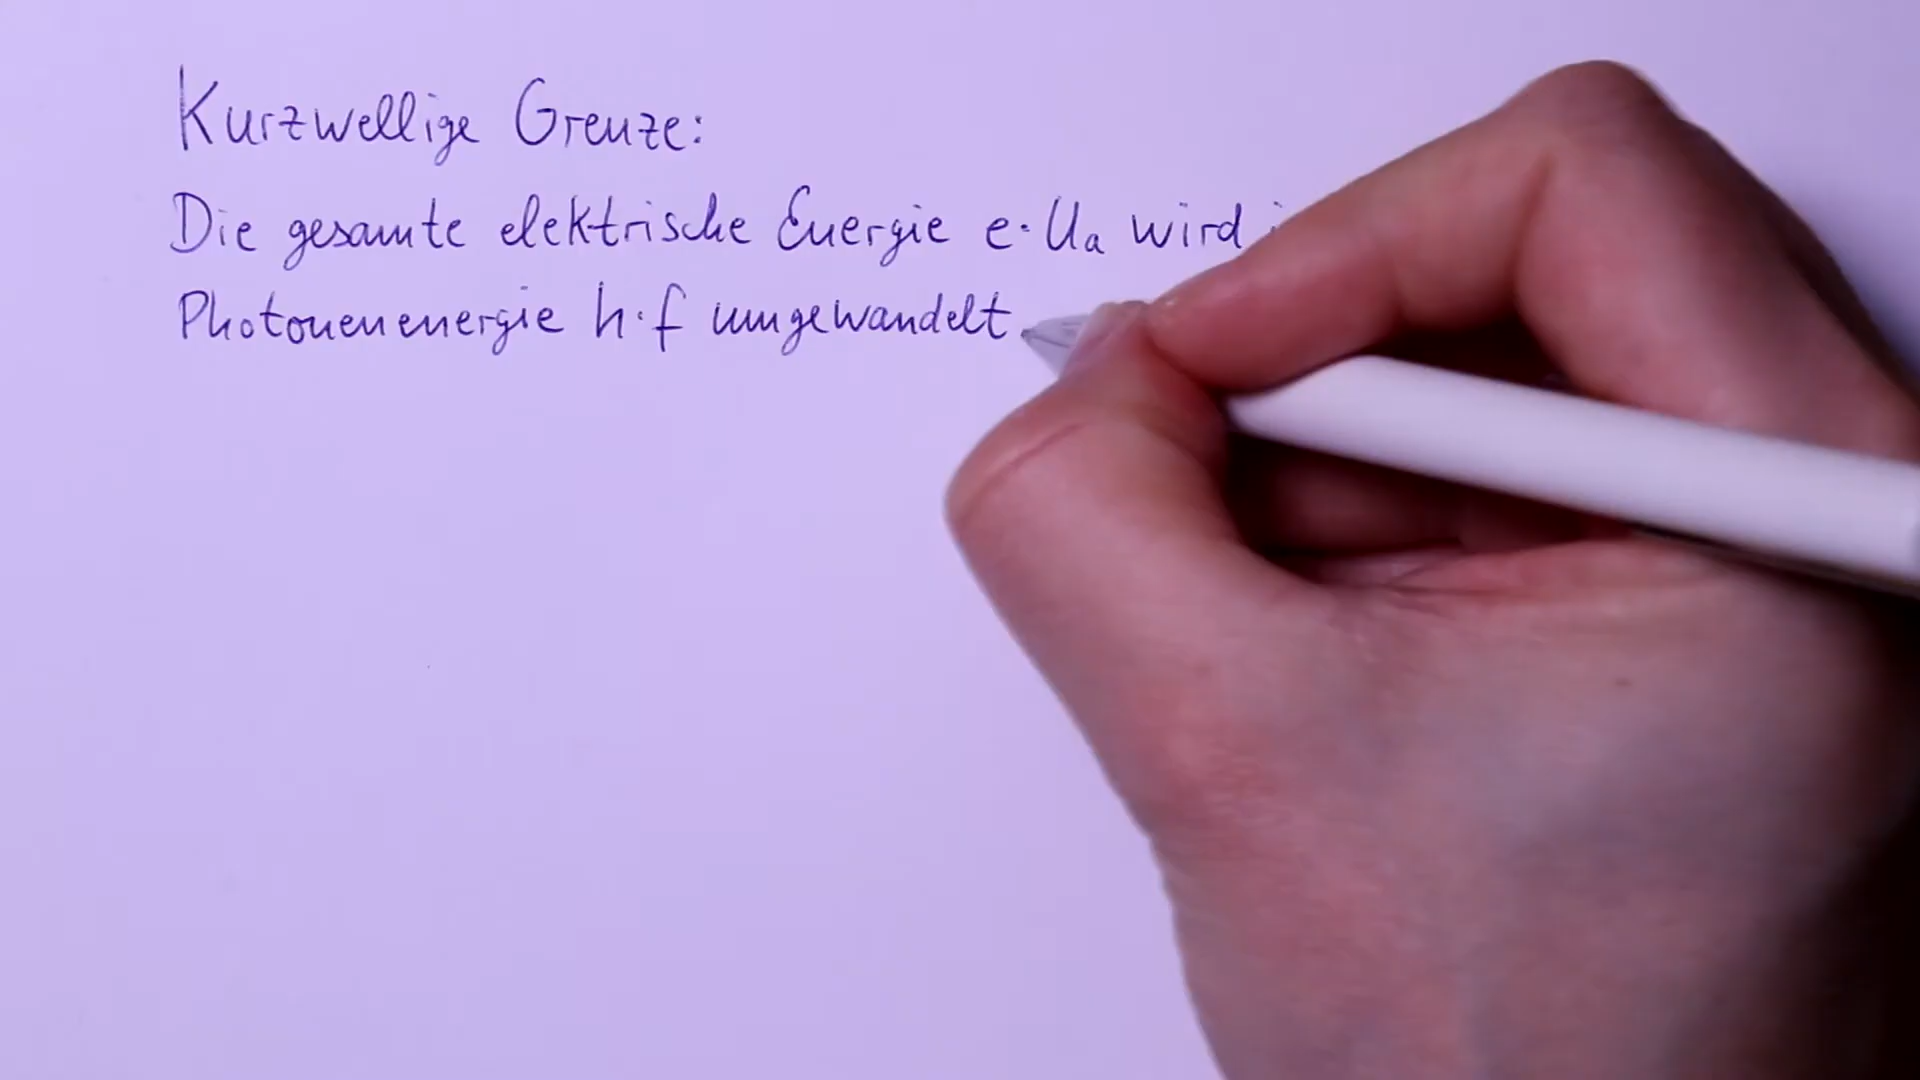 Kurzwellige Grenze:
Die gesamte elektrische Energie e·Ua wird
Photonenenergie h·f umgewandelt